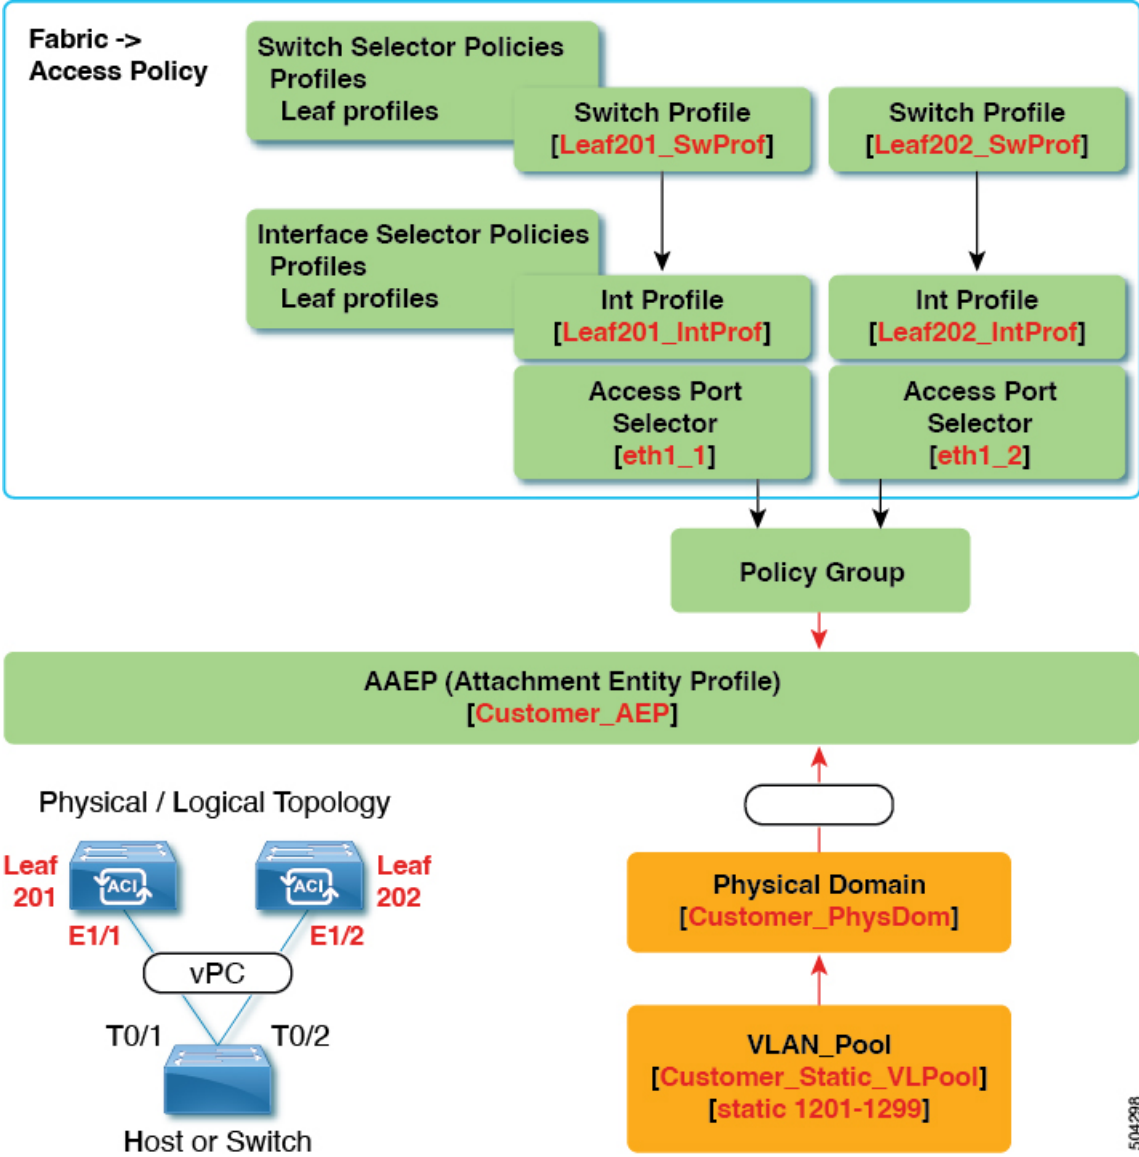 Fabric ->
Access Policy
Switch Selector Policies
Profiles
Leaf profiles
Switch Profile
[Leaf201_SwProf]
Switch Profile
[Leaf202_SwProf]
Interface Selector Policies
Profiles
Leaf profiles
Int Profile
[Leaf201_IntProf]
Int Profile
[Leaf202_IntProf]
Access Port
Selector
[eth1_1]
Access Port
Selector
[eth1_2]
Policy Group
AAEP (Attachment Entity Profile)
[Customer_AEP]
Physical / Logical Topology
Leaf
201
ACI
ACI
Leaf
202
E1/1
E1/2
vPC
T0/1
T0/2
Host or Switch
Physical Domain
[Customer_PhysDom]
VLAN_Pool
[Customer_Static_VLPool]
[static 1201-1299]
504298